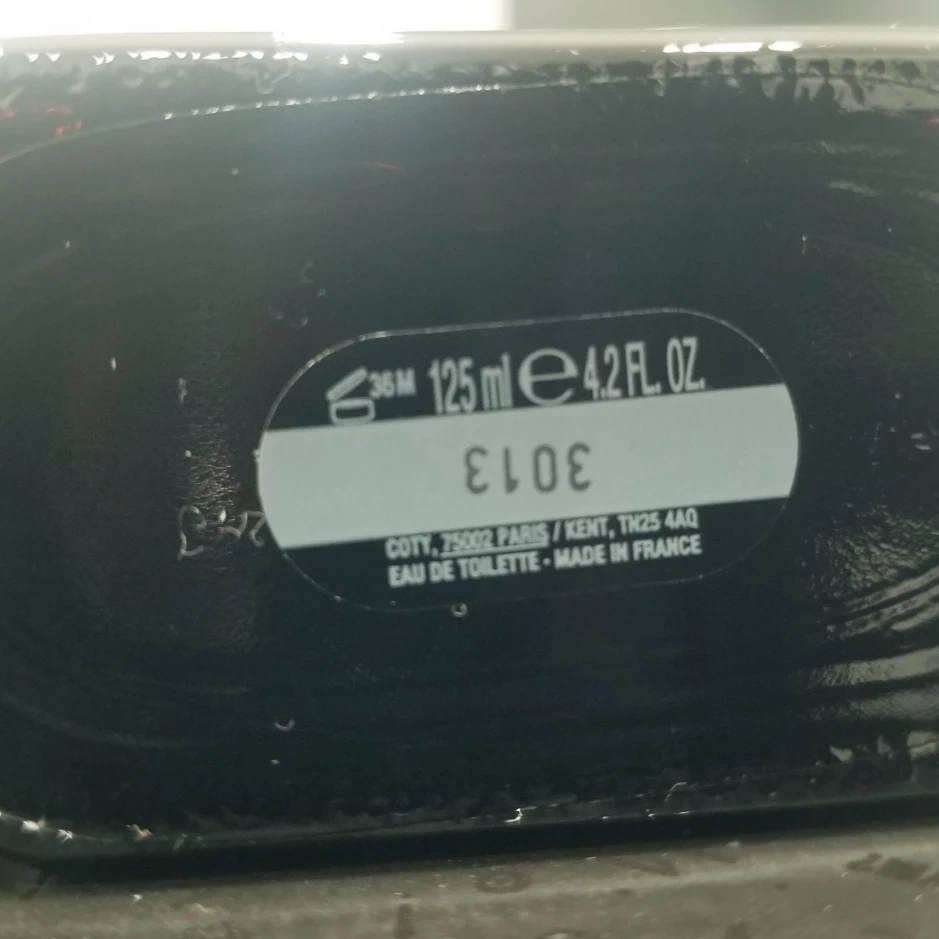 36M 125 ml e 4.2 FL. OZ.
3013
COTY, 75002 PARIS / KENT, TN25 4AQ
EAU DE TOILETTE · MADE IN FRANCE